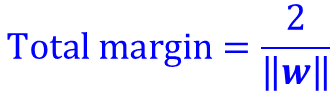 Total margin = 2 / ‖w‖